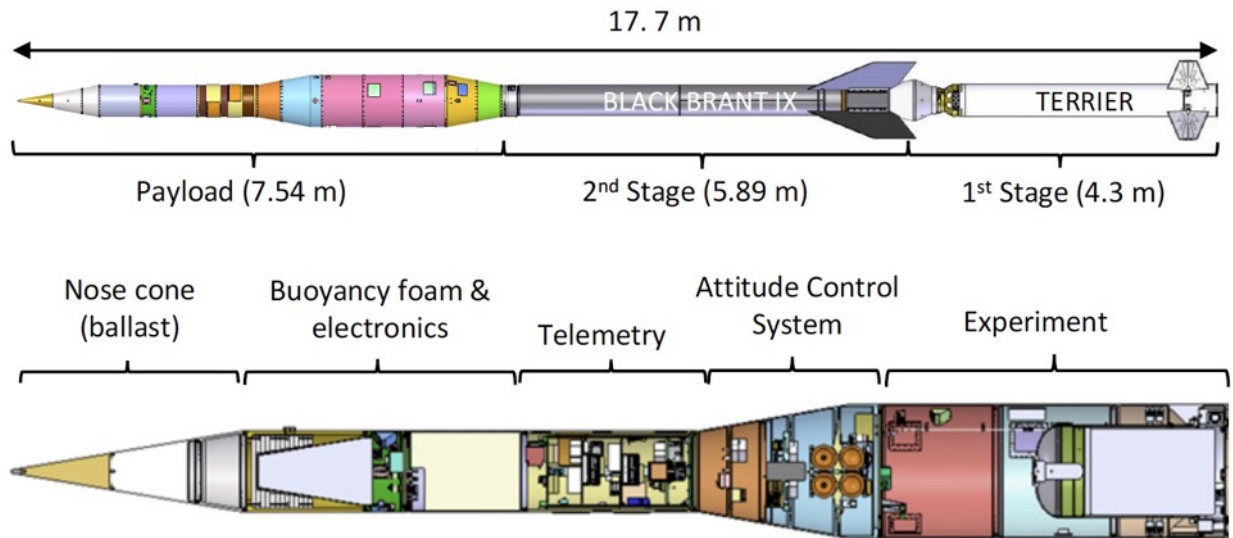 17. 7 m
BLACK BRANT IX
TERRIER
Payload (7.54 m)
2nd Stage (5.89 m)
1st Stage (4.3 m)
Nose cone
(ballast)
Buoyancy foam &
electronics
Telemetry
Attitude Control
System
Experiment